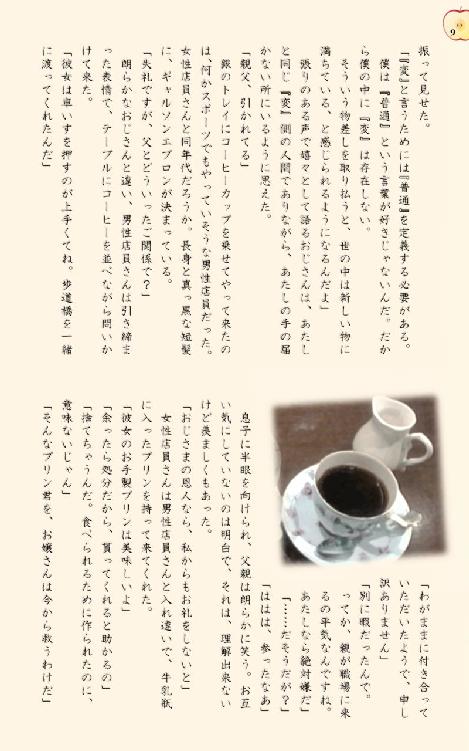 9
振って見せた。
「『変』と言うためには『普通』を定義する必要がある。
僕は『普通』という言葉が好きじゃないんだ。だか
ら僕の中に『変』は存在しない。
そういう物差しを取り払うと、世の中は新しい物に
満ちている、と感じられるようになるんだよ」
張りのある声で嬉々として語るおじさんは、あたし
と同じ『変』側の人間でありながら、あたしの手の届
かない所にいるように思えた。
「親父、引かれてる」
銀のトレイにコーヒーカップを乗せてやって来たの
は、何かスポーツでもやっていそうな男性店員だった。
女性店員さんと同年代だろうか。長身と真っ黒な短髪
に、ギャルソンエプロンが決まっている。
「失礼ですが、父とどういったご関係で？」
朗らかなおじさんと違い、男性店員さんは引き締ま
った表情で、テーブルにコーヒーを並べながら問いか
けて来た。
「彼女は車いすを押すのが上手くてね。歩道橋を一緒
に渡ってくれたんだ」
「わがままに付き合って
いただいたようで、申し
訳ありません」
「別に暇だったんで。
ってか、親が職場に来
るの平気なんですね。
あたしなら絶対嫌だ」
「……だそうだが？」
「ははは、参ったなあ」
息子に半眼を向けられ、父親は朗らかに笑う。お互
い気にしていないのは明白で、それは、理解出来ない
けど羨ましくもあった。
「おじさまの恩人なら、私からもお礼をしないと」
女性店員さんは男性店員さんと入れ違いで、牛乳瓶
に入ったプリンを持って来てくれた。
「彼女のお手製プリンは美味しいよ」
「余ったら処分だから、貰ってくれると助かるの」
「捨てちゃうんだ。食べられるために作られたのに、
意味ないじゃん」
「そんなプリン君を、お嬢さんは今から救うわけだ」